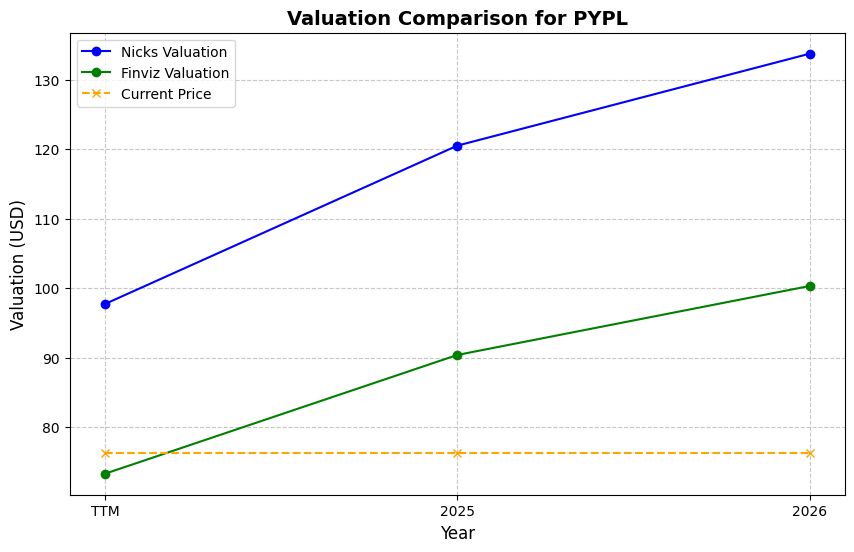 Valuation Comparison for PYPL
Nicks Valuation
Finviz Valuation
Current Price
Valuation (USD)
130
120
110
100
90
80
TTM
2025
2026
Year